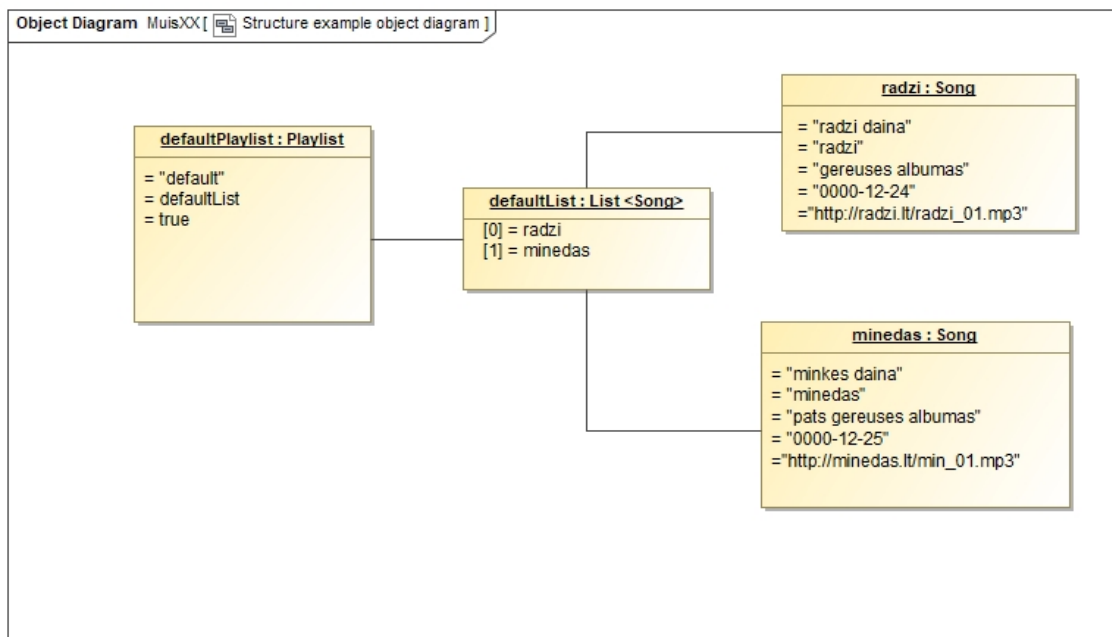 Object Diagram MuisXX [ Structure example object diagram ]
defaultPlaylist : Playlist
= "default"
= defaultList
= true
defaultList : List <Song>
[0] = radzi
[1] = minedas
radzi : Song
= "radzi daina"
= "radzi"
= "gereuses albumas"
= "0000-12-24"
="http://radzi.lt/radzi_01.mp3"
minedas : Song
= "minkes daina"
= "minedas"
= "pats gereuses albumas"
= "0000-12-25"
="http://minedas.lt/min_01.mp3"